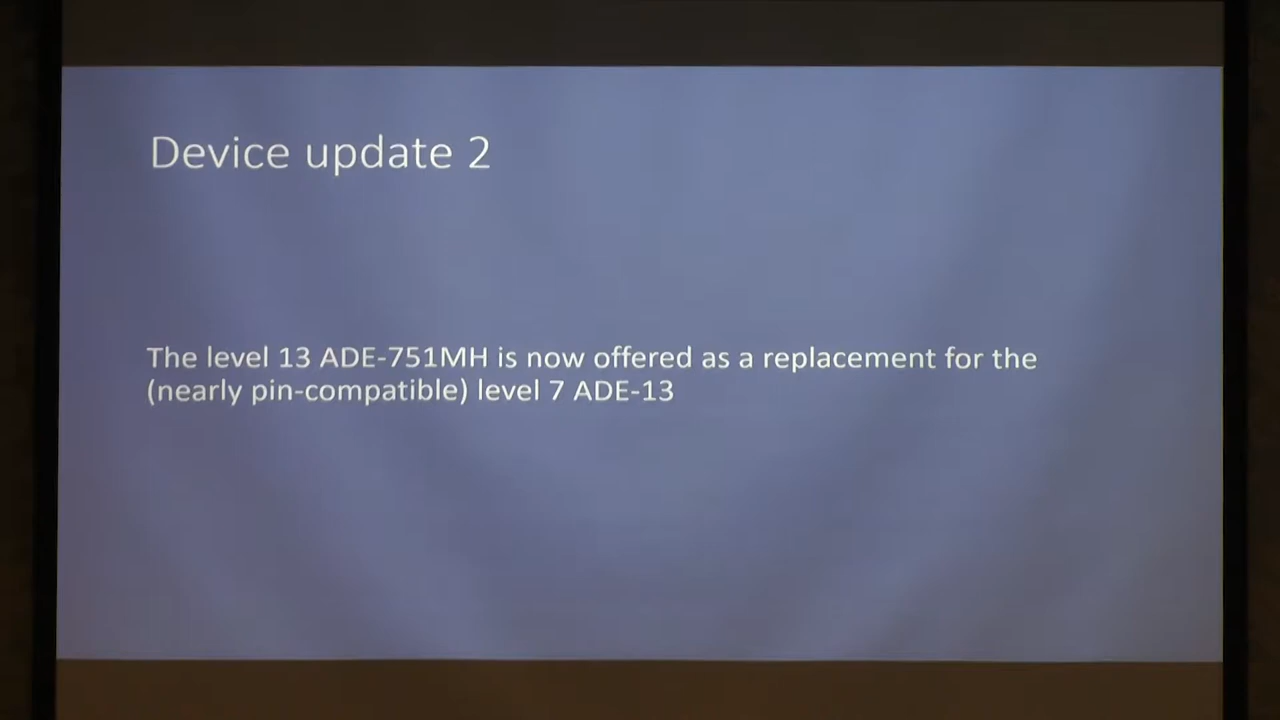 Device update 2
The level 13 ADE-751MH is now offered as a replacement for the
(nearly pin-compatible) level 7 ADE-13